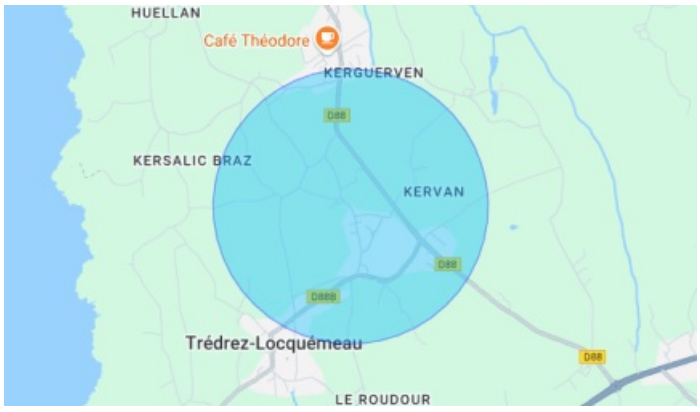 HUELLAN
Café Théodore
KERGUERVEN
D88
KERSALIC BRAZ
KERVAN
D88
D88B
Trédrez-Locquémeau
D88
LE ROUDOUR